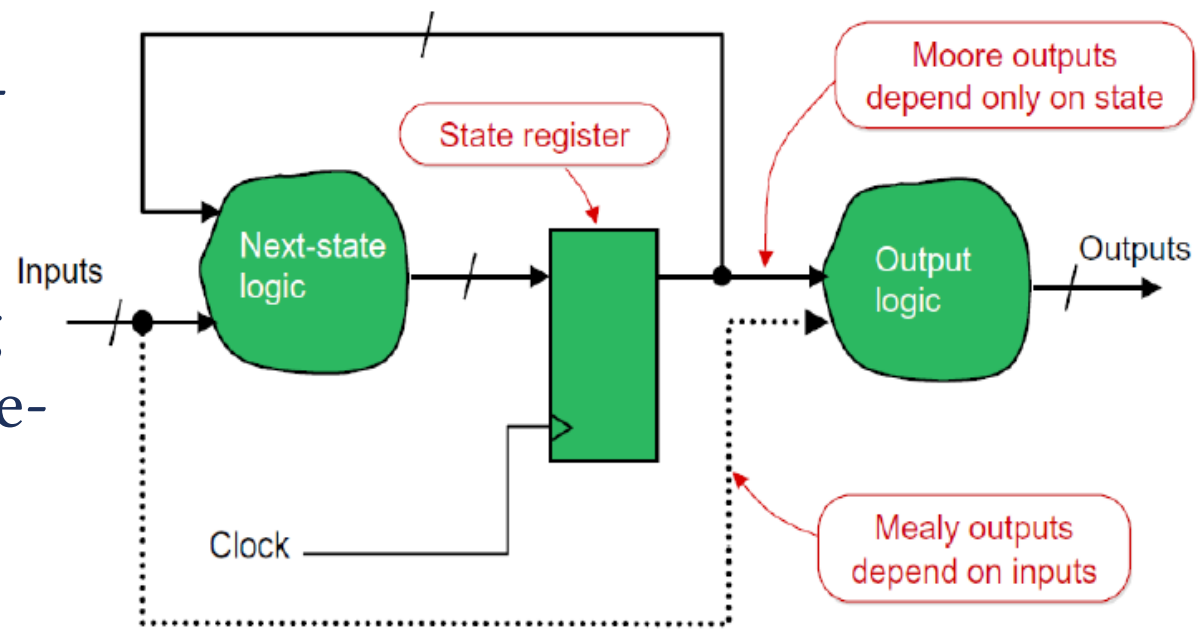 Moore outputs
depend only on state
State register
Next-state
logic
Inputs
Output
logic
Outputs
e-
Clock
Mealy outputs
depend on inputs